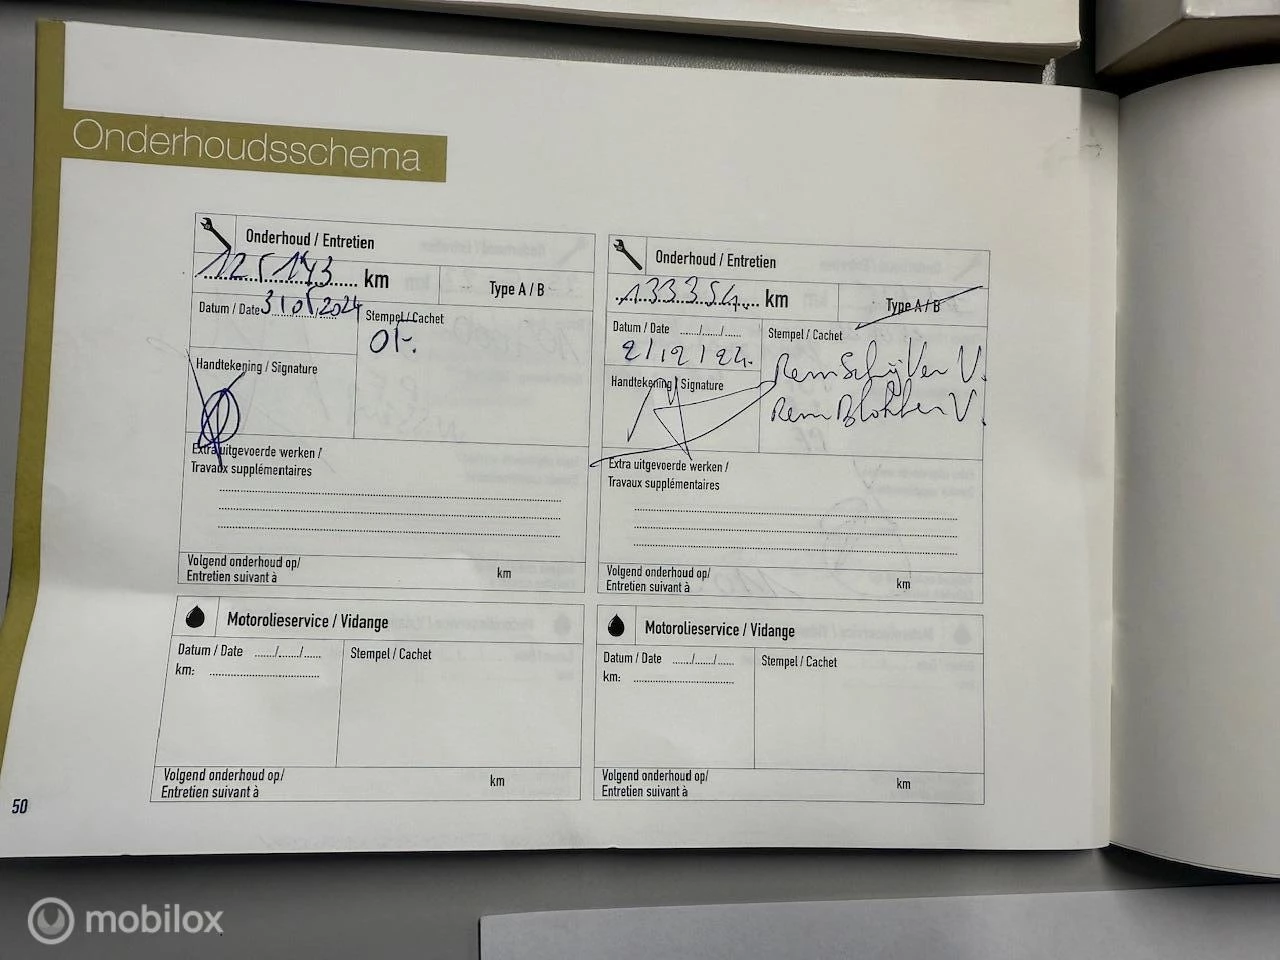 Onderhoudsschema
Onderhoud / Entretien
125143 km
Type A / B
Datum / Date 31 05, 2024
Stempel / Cachet
Ok.
Handtekening / Signature
Extra uitgevoerde werken /
Travaux supplémentaires
Volgend onderhoud op/
Entretien suivant à km
Motorolieservice / Vidange
Datum / Date ....../....../......
Stempel / Cachet
km:
Volgend onderhoud op/
Entretien suivant à km
Onderhoud / Entretien
133354 km
Type A / B
Datum / Date ....../....../......
2/12/24.
Stempel / Cachet
RemSchijven V.
RemBlokken V.
Handtekening / Signature
Extra uitgevoerde werken /
Travaux supplémentaires
Volgend onderhoud op/
Entretien suivant à km
Motorolieservice / Vidange
Datum / Date ....../....../......
Stempel / Cachet
km:
Volgend onderhoud op/
Entretien suivant à km
50
mobilox